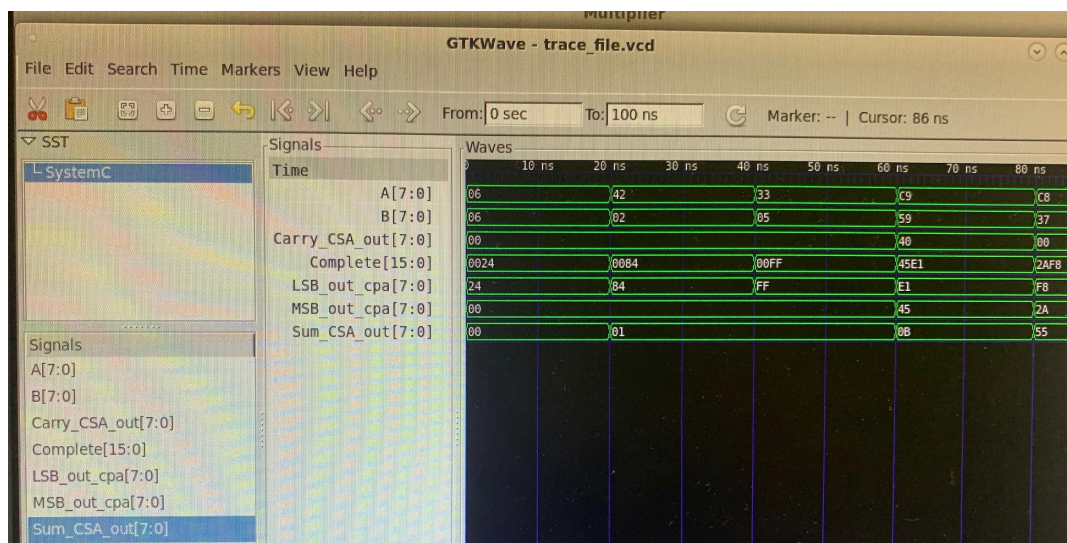 Multiplier
GTKWave - trace_file.vcd
File Edit Search Time Markers View Help
From: 0 sec To: 100 ns Marker: -- | Cursor: 86 ns
SST
SystemC
Signals
A[7:0]
B[7:0]
Carry_CSA_out[7:0]
Complete[15:0]
LSB_out_cpa[7:0]
MSB_out_cpa[7:0]
Sum_CSA_out[7:0]
Signals Waves
Time 10 ns 20 ns 30 ns 40 ns 50 ns 60 ns 70 ns 80 ns
A[7:0] 06 42 33 C9 C8
B[7:0] 06 02 05 59 37
Carry_CSA_out[7:0] 00 40 00
Complete[15:0] 0024 0084 00FF 45E1 2AF8
LSB_out_cpa[7:0] 24 84 FF E1 F8
MSB_out_cpa[7:0] 00 45 2A
Sum_CSA_out[7:0] 00 01 0B 55